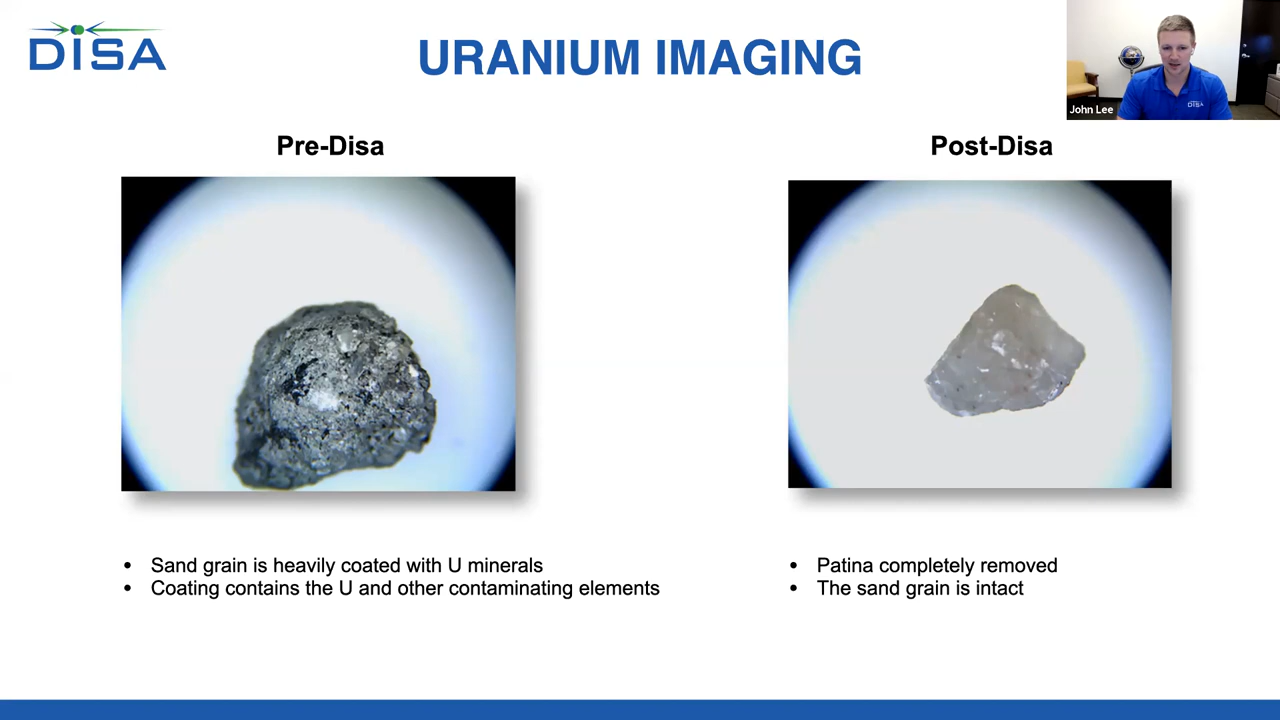 DISA
URANIUM IMAGING
John Lee
DISA
Pre-Disa
Post-Disa
• Sand grain is heavily coated with U minerals
• Coating contains the U and other contaminating elements
• Patina completely removed
• The sand grain is intact